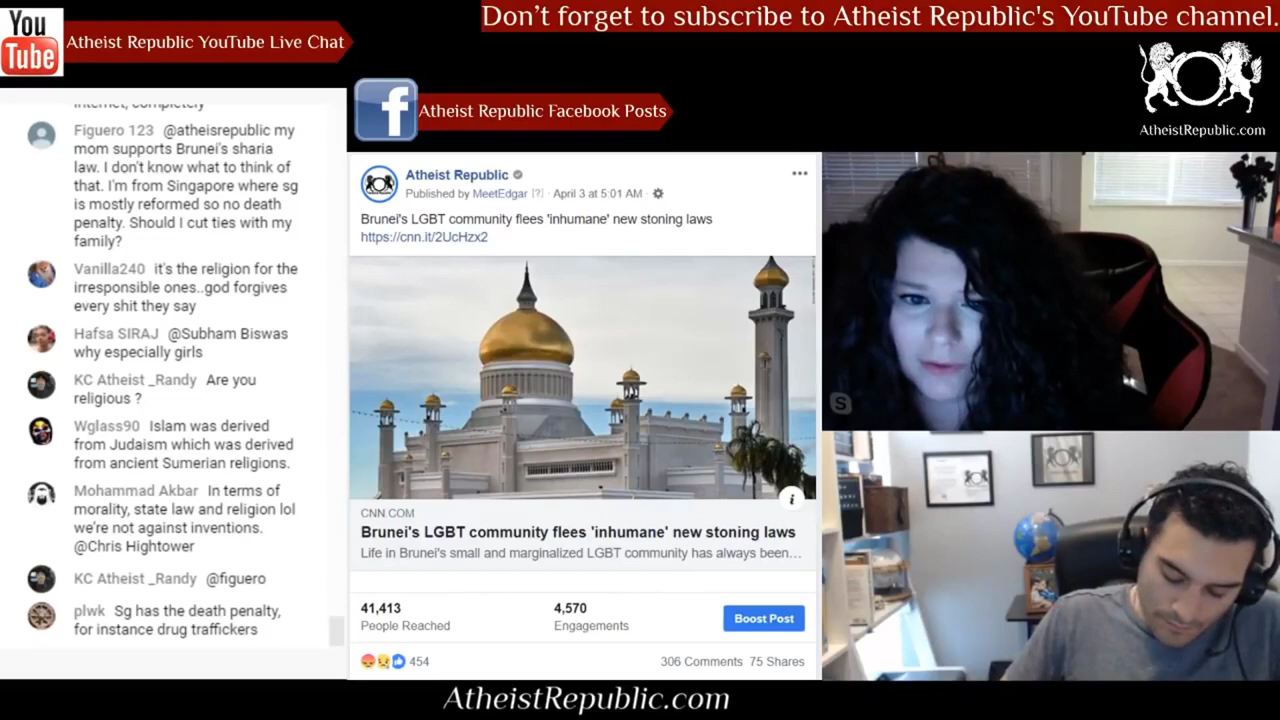 You
Tube
Atheist Republic YouTube Live Chat
Don't forget to subscribe to Atheist Republic's YouTube channel.
AtheistRepublic.com
f
Atheist Republic Facebook Posts
internet, completely
Figuero 123 @atheisrepublic my
mom supports Brunei's sharia
law. I don't know what to think of
that. I'm from Singapore where sg
is mostly reformed so no death
penalty. Should I cut ties with my
family?
Vanilla240 it's the religion for the
irresponsible ones..god forgives
every shit they say
Hafsa SIRAJ @Subham Biswas
why especially girls
KC Atheist _Randy Are you
religious ?
Wglass90 Islam was derived
from Judaism which was derived
from ancient Sumerian religions.
Mohammad Akbar In terms of
morality, state law and religion lol
we're not against inventions.
@Chris Hightower
KC Atheist _Randy @figuero
plwk Sg has the death penalty,
for instance drug traffickers
Atheist Republic
Published by MeetEdgar [?] · April 3 at 5:01 AM ·
Brunei's LGBT community flees 'inhumane' new stoning laws
https://cnn.it/2UcHzx2
i
CNN.COM
Brunei's LGBT community flees 'inhumane' new stoning laws
Life in Brunei's small and marginalized LGBT community has always been...
41,413
People Reached
4,570
Engagements
Boost Post
454
306 Comments 75 Shares
S
AtheistRepublic.com